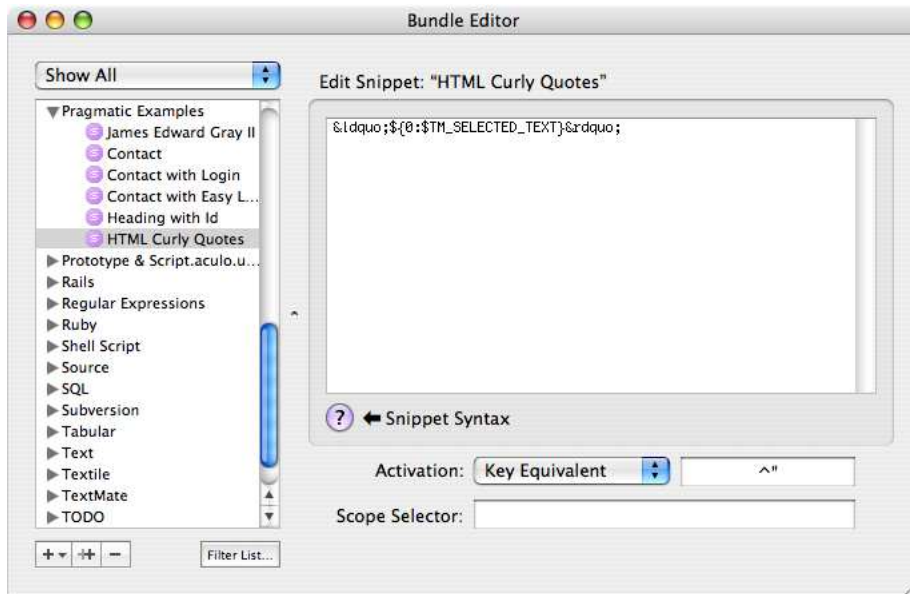 Bundle Editor
Show All
Pragmatic Examples
James Edward Gray II
Contact
Contact with Login
Contact with Easy L...
Heading with Id
HTML Curly Quotes
Prototype & Script.aculo.u...
Rails
Regular Expressions
Ruby
Shell Script
Source
SQL
Subversion
Tabular
Text
Textile
TextMate
TODO
Filter List...
Edit Snippet: “HTML Curly Quotes”
&ldquo;${0:$TM_SELECTED_TEXT}&rdquo;
? Snippet Syntax
Activation: Key Equivalent ^"
Scope Selector: